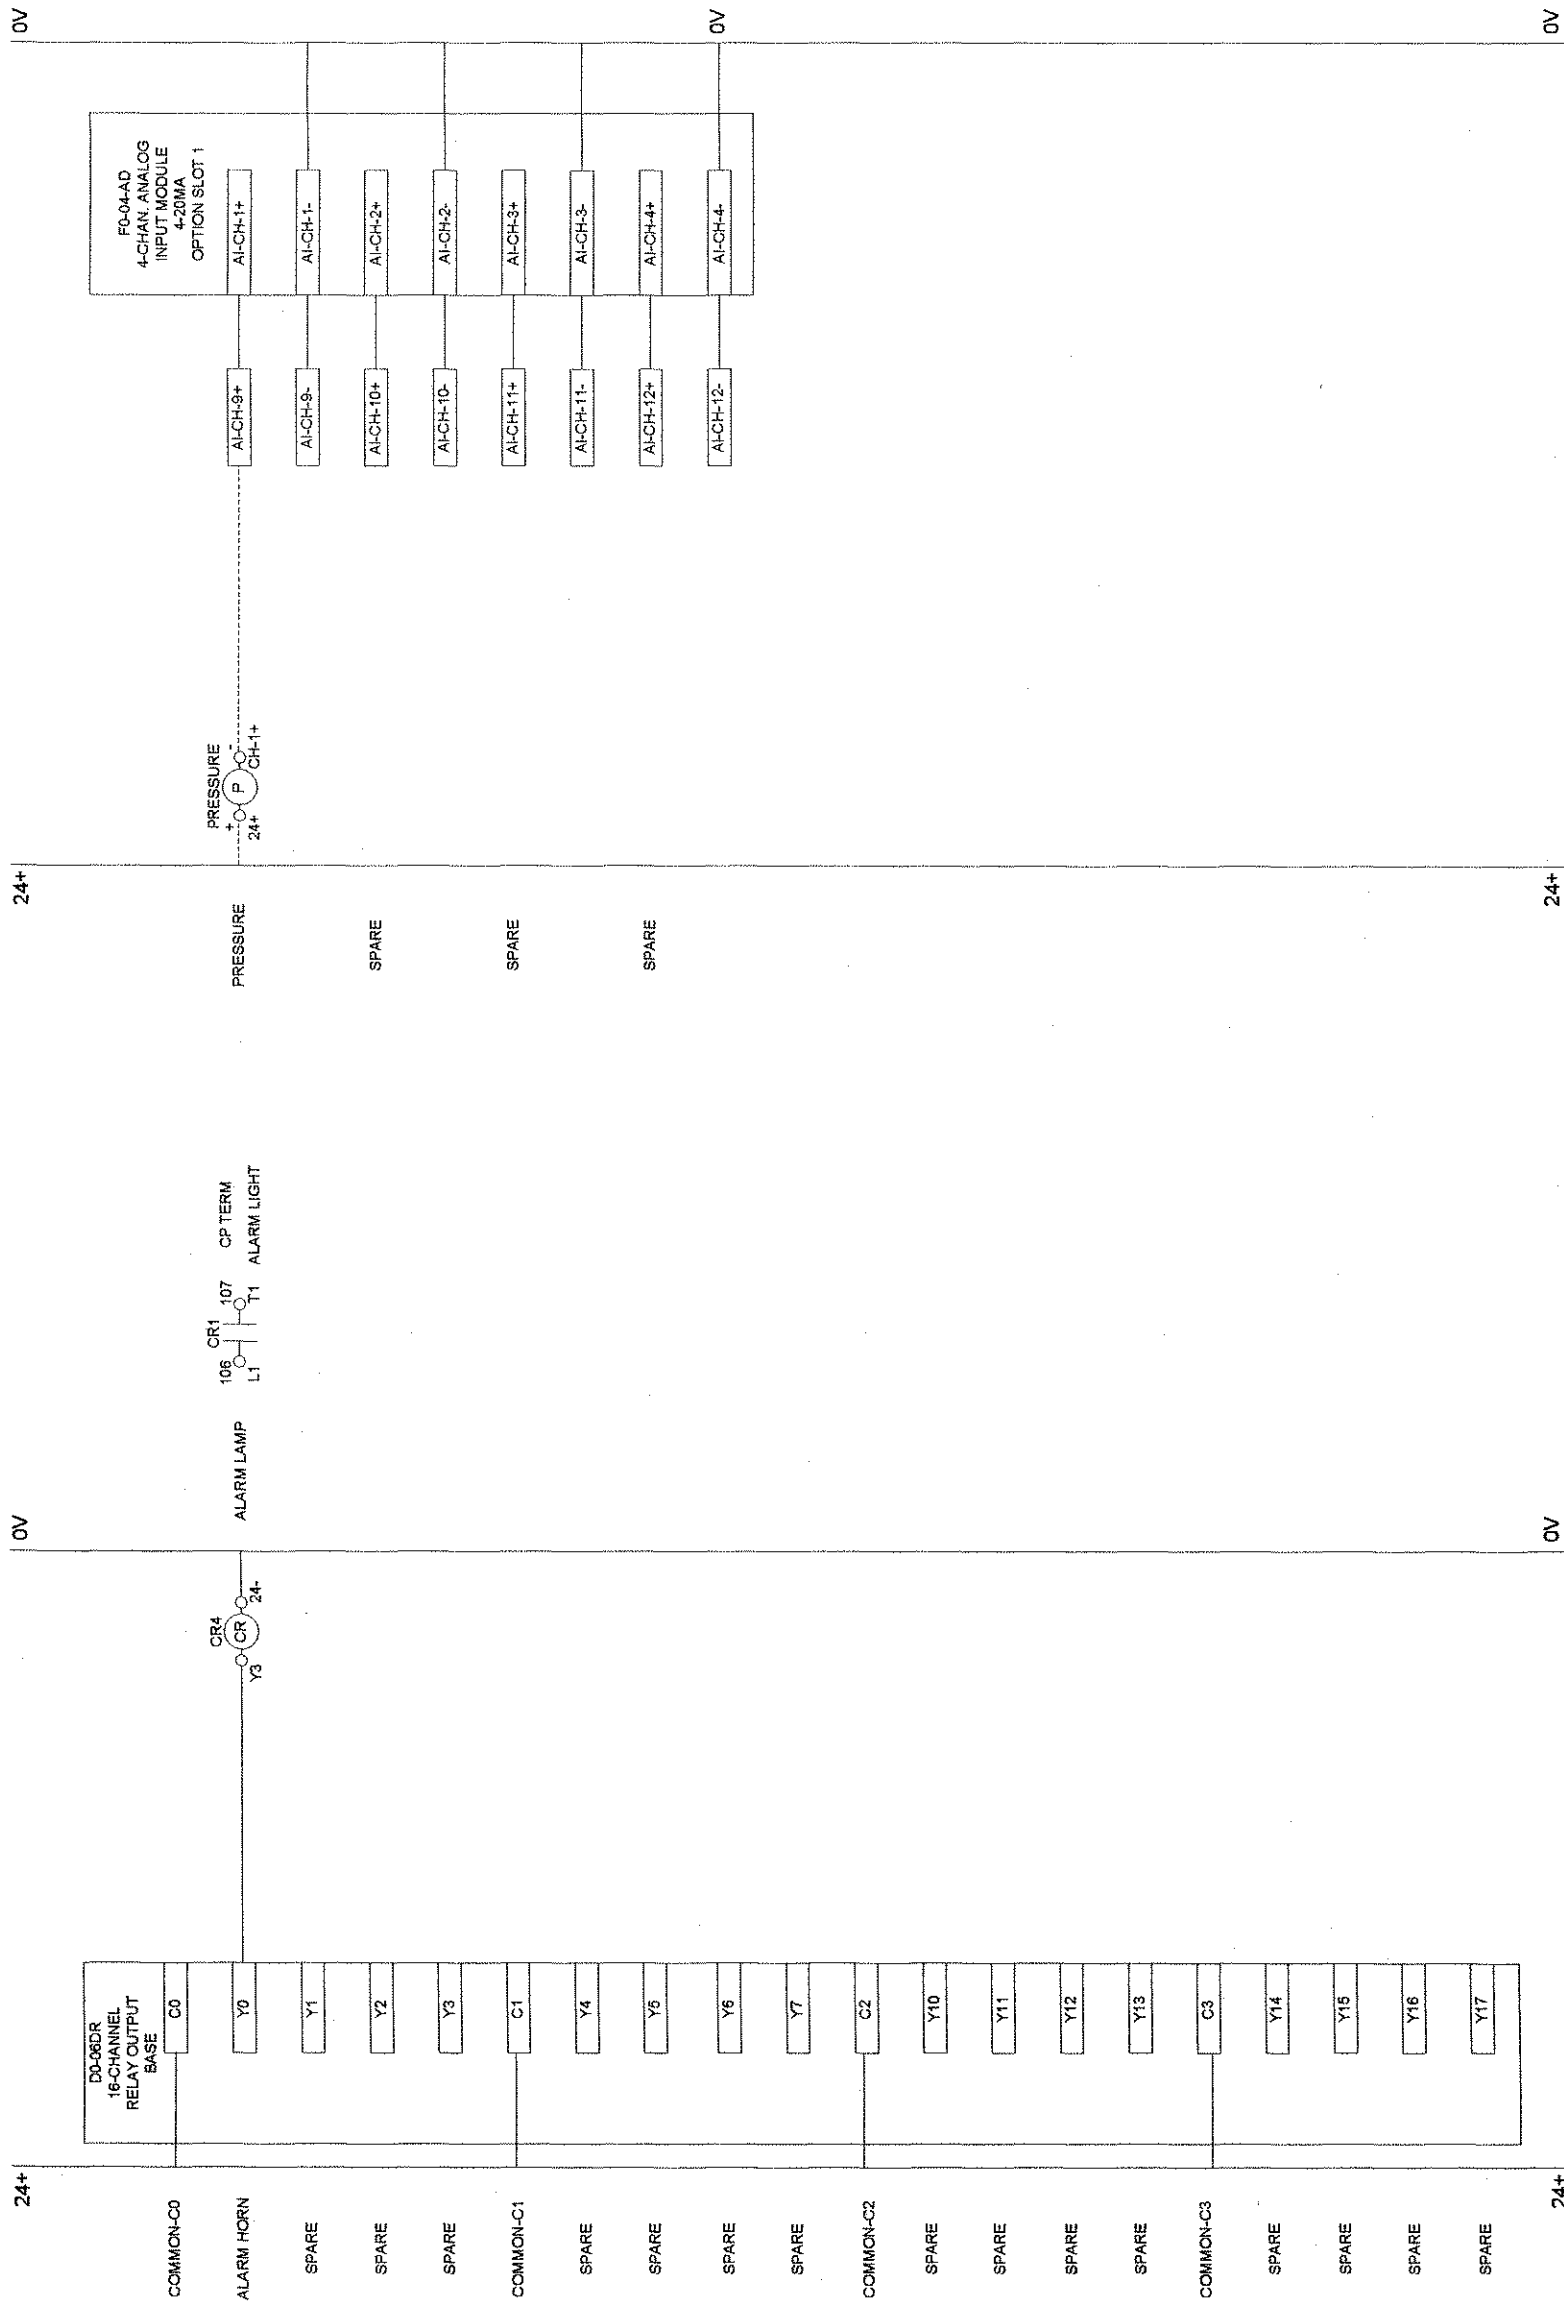 24+
0V
D0-06DR
16-CHANNEL
RELAY OUTPUT
BASE
COMMON-C0
C0
ALARM HORN
Y0
Y3
CR4
CR
24-
ALARM LAMP
106
CR1
107
CP TERM
L1
T1
ALARM LIGHT
SPARE
Y1
SPARE
Y2
SPARE
Y3
COMMON-C1
C1
SPARE
Y4
SPARE
Y5
SPARE
Y6
SPARE
Y7
COMMON-C2
C2
SPARE
Y10
SPARE
Y11
SPARE
Y12
SPARE
Y13
COMMON-C3
C3
SPARE
Y14
SPARE
Y15
SPARE
Y16
SPARE
Y17
24+
0V
24+
0V
F0-04-AD
4-CHAN. ANALOG
INPUT MODULE
4-20MA
OPTION SLOT 1
PRESSURE
PRESSURE
+
P
-
24+
CH-1+
AI-CH-9+
AI-CH-1+
AI-CH-9-
AI-CH-1-
SPARE
AI-CH-10+
AI-CH-2+
AI-CH-10-
AI-CH-2-
SPARE
AI-CH-11+
AI-CH-3+
AI-CH-11-
AI-CH-3-
SPARE
AI-CH-12+
AI-CH-4+
AI-CH-12-
AI-CH-4-
0V
24+
0V